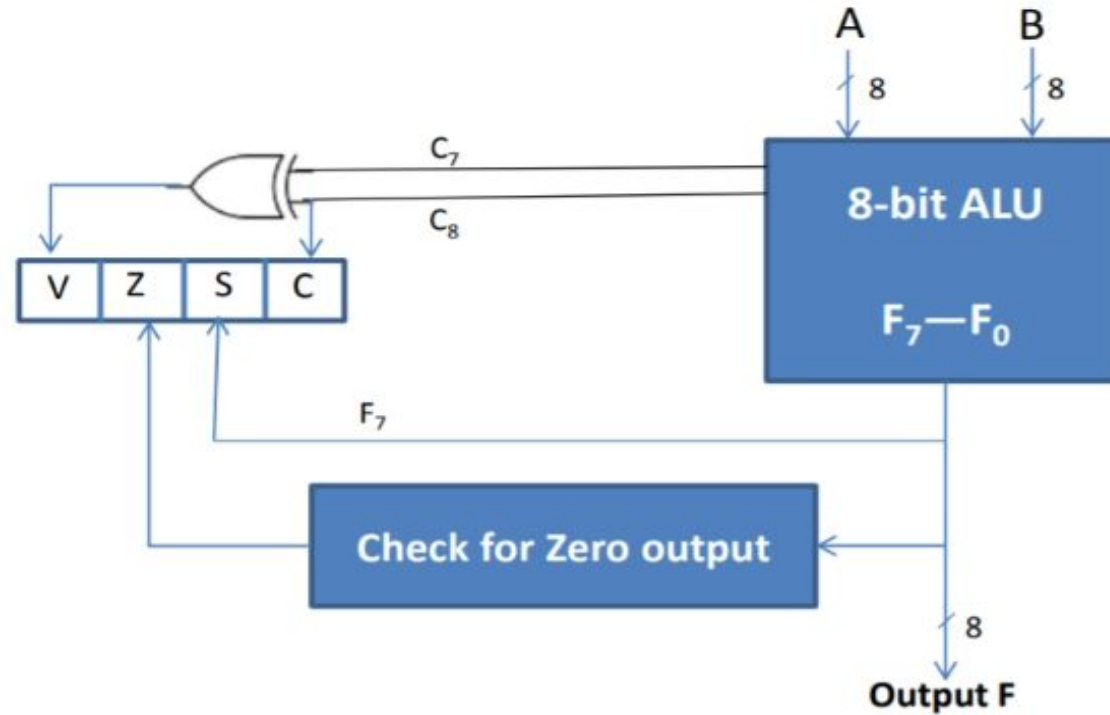 A B
8 8
C₇
8-bit ALU
C₈
V Z S C
F₇—F₀
F₇
Check for Zero output
8
Output F